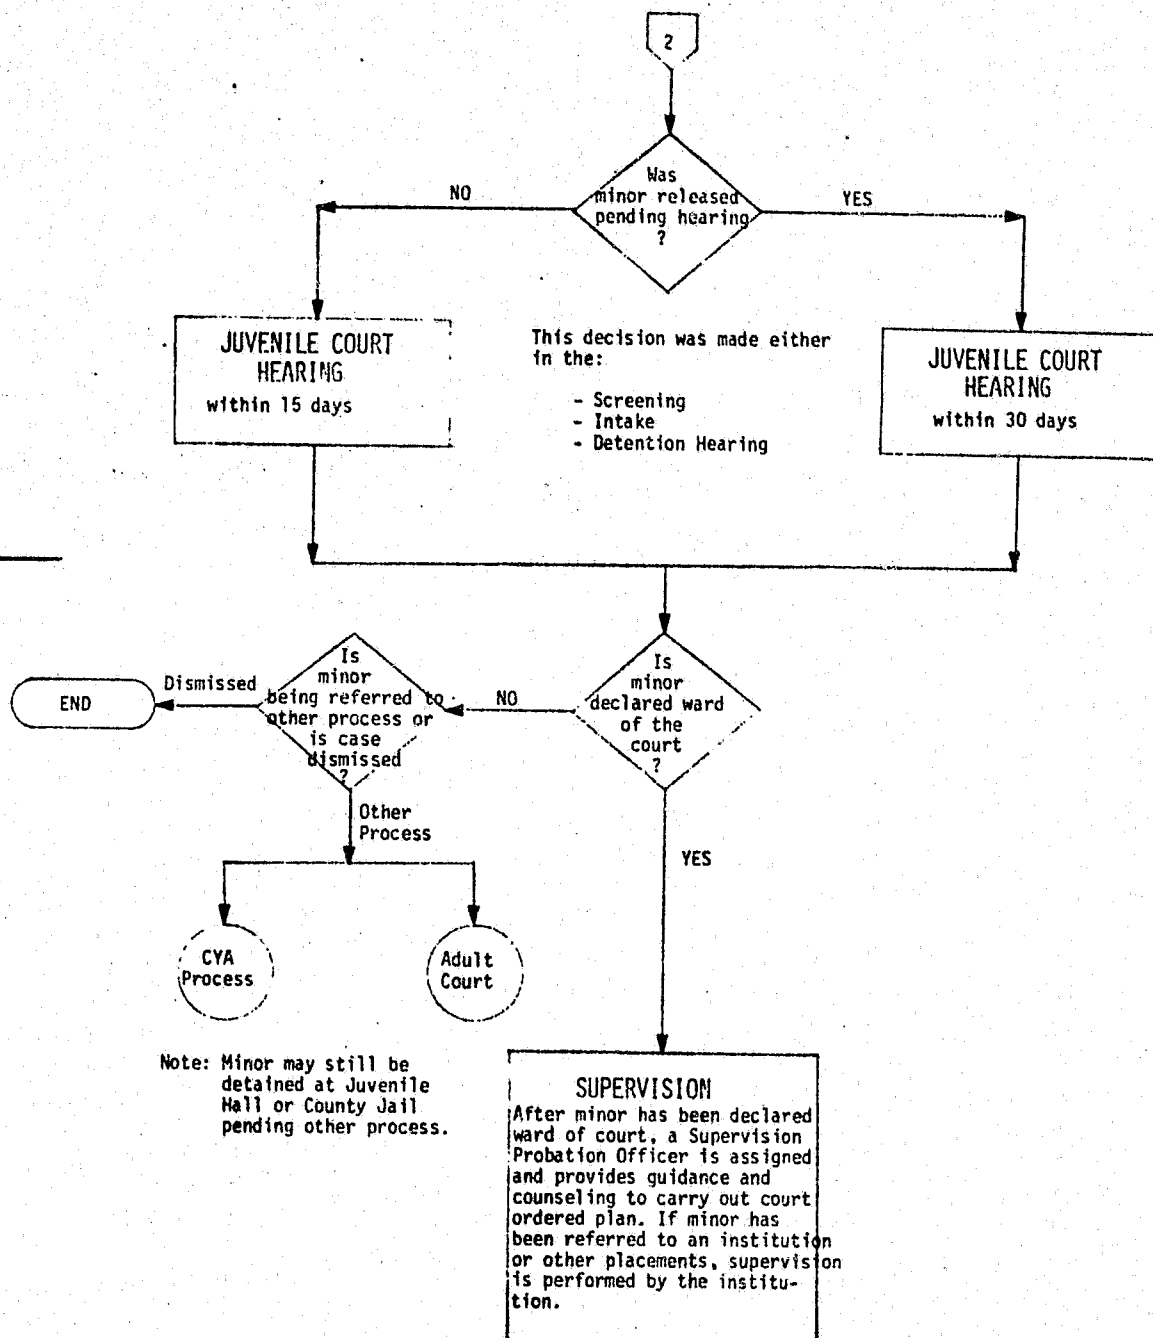 2
Was
minor released
pending hearing
?
NO
YES
JUVENILE COURT
HEARING
within 15 days
This decision was made either
in the:
- Screening
- Intake
- Detention Hearing
JUVENILE COURT
HEARING
within 30 days
Is
minor
declared ward
of the
court
?
NO
Is
minor
being referred to
other process or
is case
dismissed
?
Dismissed
END
Other
Process
YES
CYA
Process
Adult
Court
Note: Minor may still be
detained at Juvenile
Hall or County Jail
pending other process.
SUPERVISION
After minor has been declared
ward of court, a Supervision
Probation Officer is assigned
and provides guidance and
counseling to carry out court
ordered plan. If minor has
been referred to an institution
or other placements, supervision
is performed by the institu-
tion.